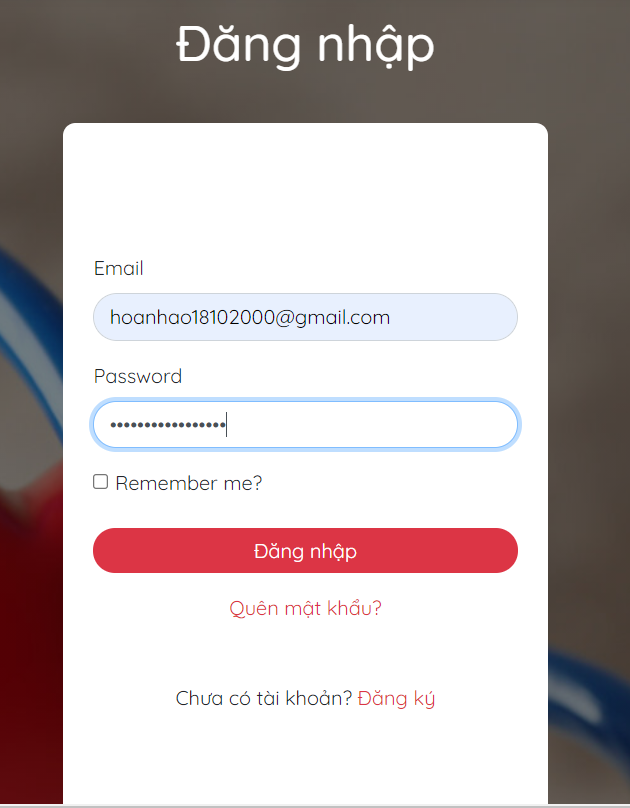 Đăng nhập
Email
hoanhao18102000@gmail.com
Password
•••••••••••••••••
Remember me?
Đăng nhập
Quên mật khẩu?
Chưa có tài khoản? Đăng ký